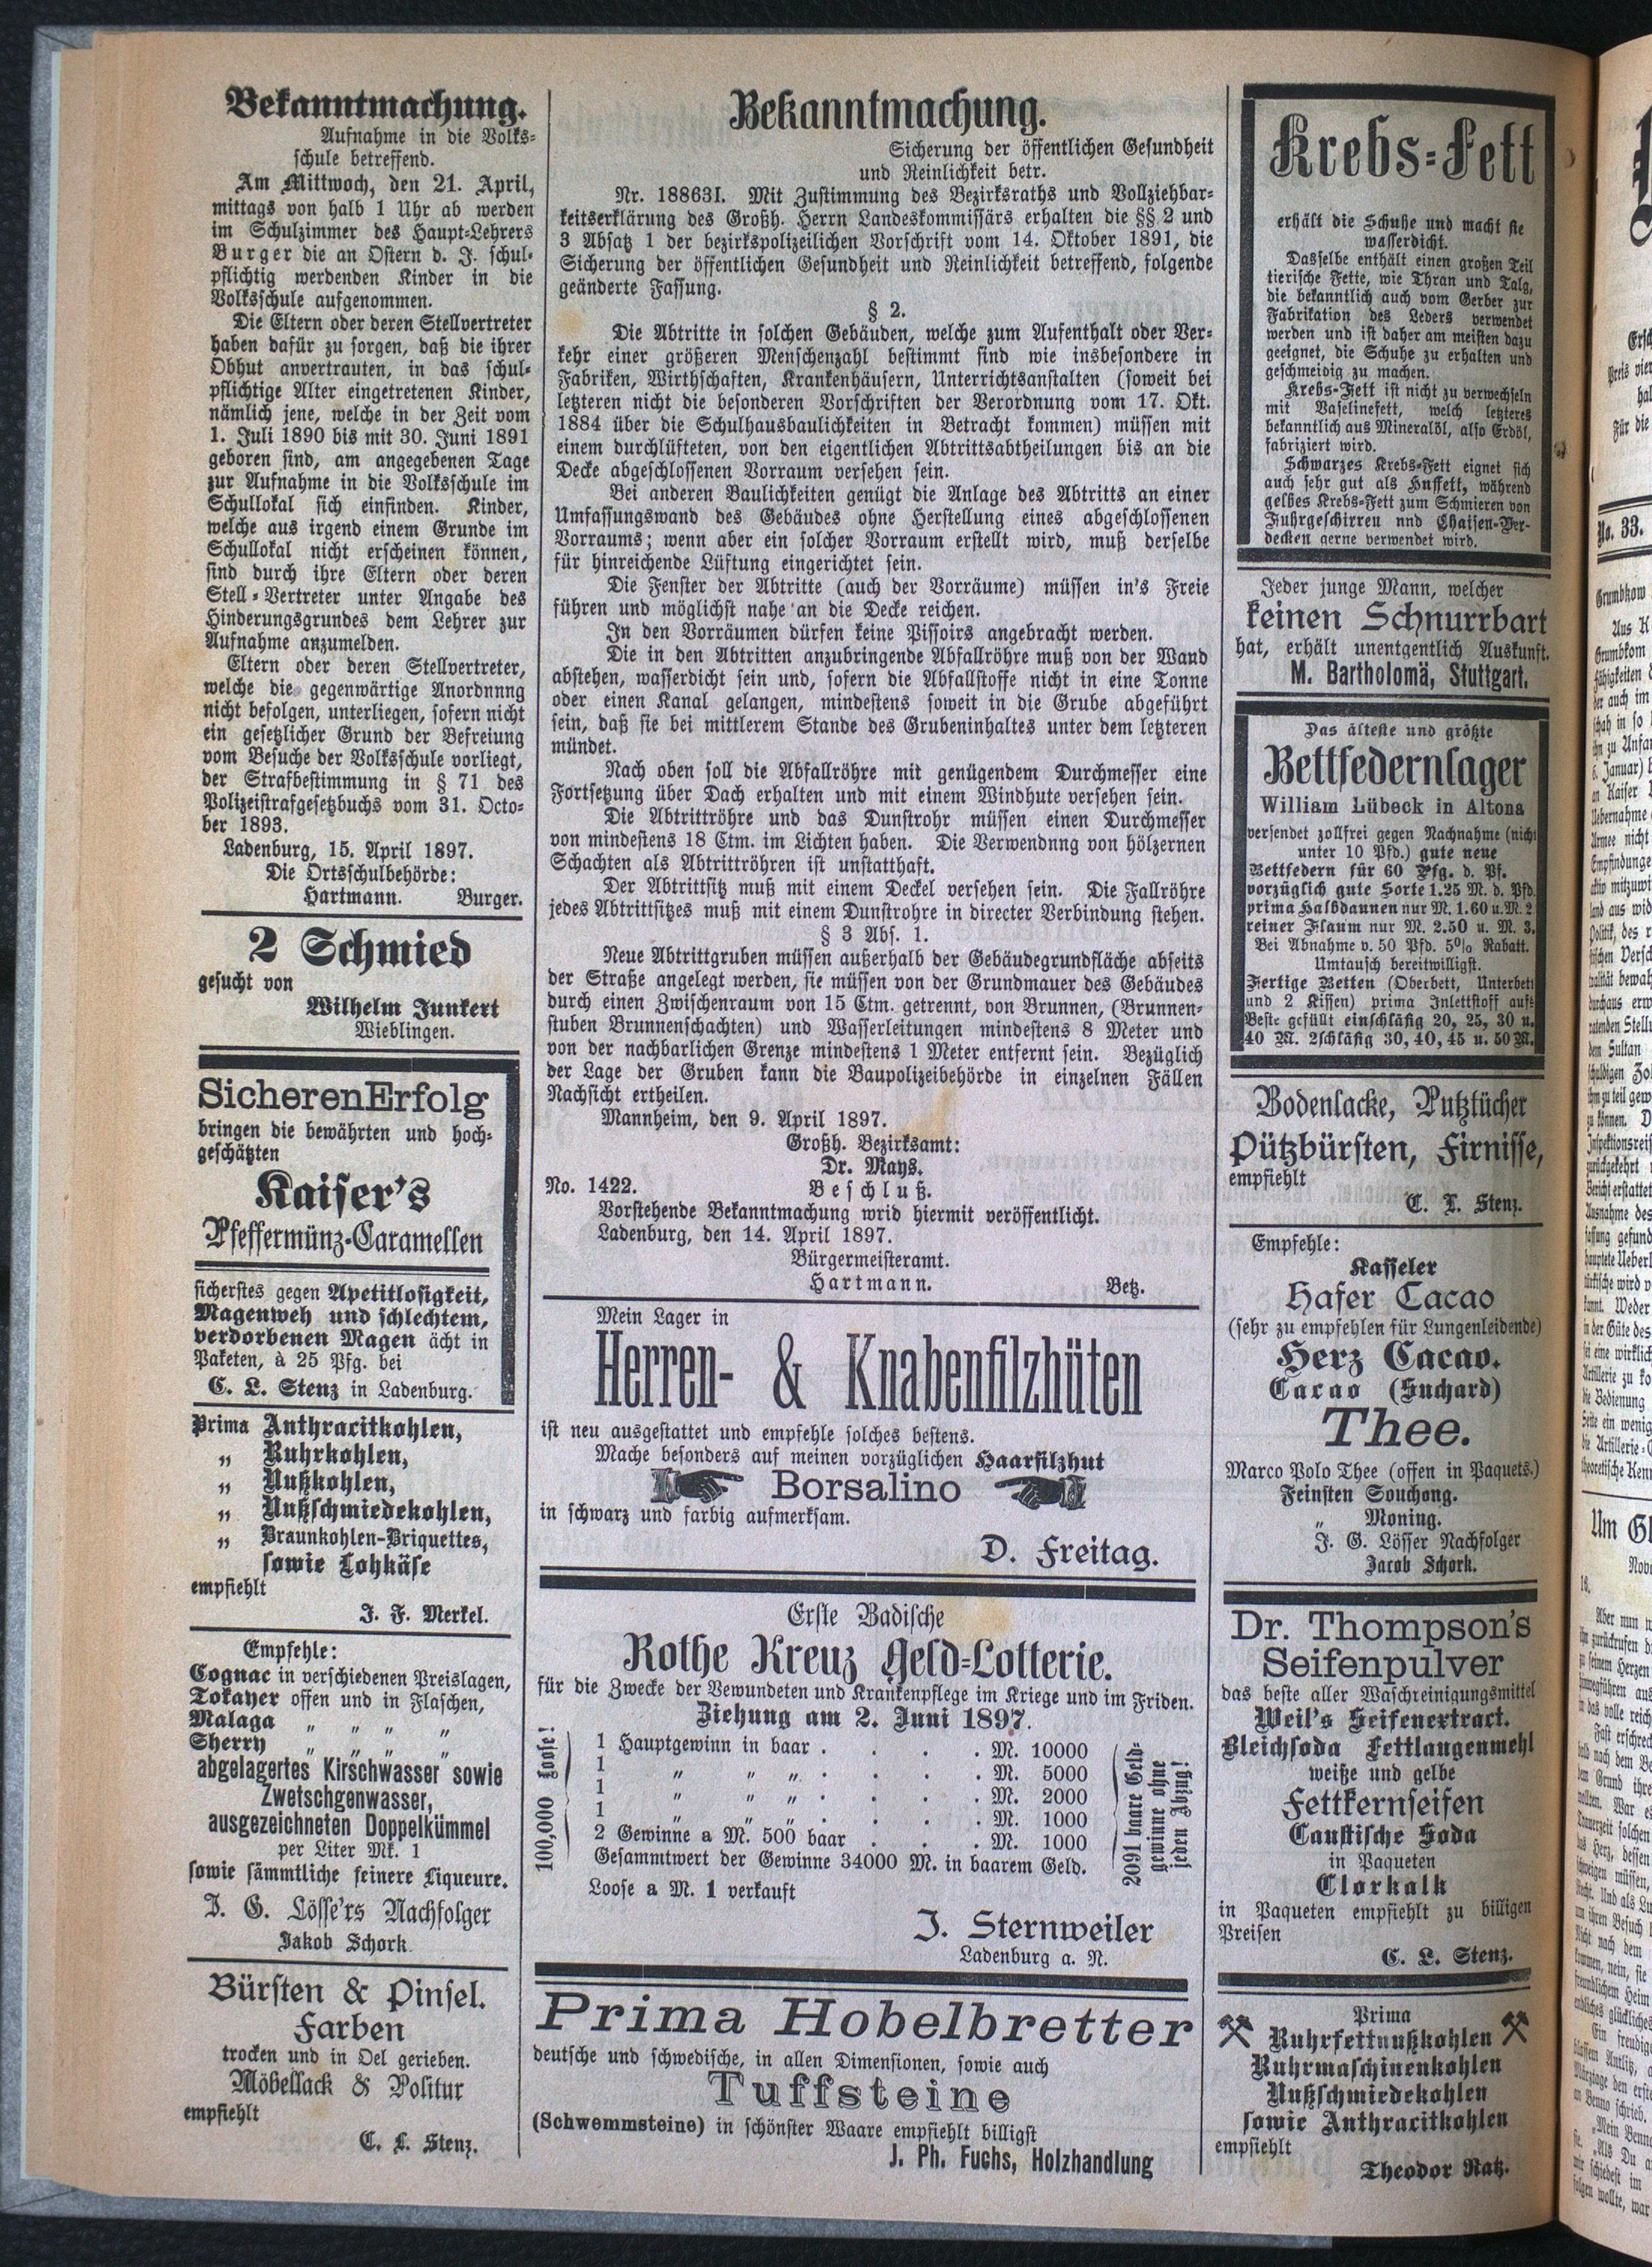 Bekanntmachung.
Aufnahme in die Volks-
schule betreffend.
Am Mittwoch, den 21. April,
mittags von halb 1 Uhr ab werden
im Schulzimmer des Haupt-Lehrers
Burger die an Ostern d. J. schul-
pflichtig werdenden Kinder in die
Volksschule aufgenommen.
Die Eltern oder deren Stellvertreter
haben dafür zu sorgen, daß die ihrer
Obhut anvertrauten, in das schul-
pflichtige Alter eingetretenen Kinder,
nämlich jene, welche in der Zeit vom
1. Juli 1890 bis mit 30. Juni 1891
geboren sind, am angegebenen Tage
zur Aufnahme in die Volksschule im
Schullokal sich einfinden. Kinder,
welche aus irgend einem Grunde im
Schullokal nicht erscheinen können,
sind durch ihre Eltern oder deren
Stell-Vertreter unter Angabe des
Hinderungsgrundes dem Lehrer zur
Aufnahme anzumelden.
Eltern oder deren Stellvertreter,
welche die gegenwärtige Anordnnng
nicht befolgen, unterliegen, sofern nicht
ein gesetzlicher Grund der Befreiung
vom Besuche der Volksschule vorliegt,
der Strafbestimmung in § 71 des
Polizeistrafgesetzbuchs vom 31. Octo-
ber 1893.
Ladenburg, 15. April 1897.
Die Ortsschulbehörde:
Hartmann. Burger.
2 Schmied
gesucht von
Wilhelm Junkert
Wieblingen.
Sicheren Erfolg
bringen die bewährten und hoch-
geschätzten
Kaiser's
Pfeffermünz-Caramellen
sicherstes gegen Apetitlosigkeit,
Magenweh und schlechtem,
verdorbenen Magen ächt in
Paketen, à 25 Pfg. bei
C. L. Stenz in Ladenburg.
Prima Anthracitkohlen,
„ Ruhrkohlen,
„ Nußkohlen,
„ Nußschmiedekohlen,
„ Braunkohlen-Briquettes,
sowie Lohkäse
empfiehlt
J. F. Merkel.
Empfehle:
Cognac in verschiedenen Preislagen,
Tokayer offen und in Flaschen,
Malaga „ „ „ „
Sherry „ „ „ „
abgelagertes Kirschwasser sowie
Zwetschgenwasser,
ausgezeichneten Doppelkümmel
per Liter Mk. 1
sowie sämmtliche feinere Liqueure.
J. G. Lösse'rs Nachfolger
Jakob Schork.
Bürsten & Pinsel.
Farben
trocken und in Oel gerieben.
Möbellack & Politur
empfiehlt
C. L. Stenz.
Bekanntmachung.
Sicherung der öffentlichen Gesundheit
und Reinlichkeit betr.
Nr. 18863I. Mit Zustimmung des Bezirksraths und Vollziehbar-
keitserklärung des Großh. Herrn Landeskommissärs erhalten die §§ 2 und
3 Absatz 1 der bezirkspolizeilichen Vorschrift vom 14. Oktober 1891, die
Sicherung der öffentlichen Gesundheit und Reinlichkeit betreffend, folgende
geänderte Fassung.
§ 2.
Die Abtritte in solchen Gebäuden, welche zum Aufenthalt oder Ver-
kehr einer größeren Menschenzahl bestimmt sind wie insbesondere in
Fabriken, Wirthschaften, Krankenhäusern, Unterrichtsanstalten (soweit bei
letzteren nicht die besonderen Vorschriften der Verordnung vom 17. Okt.
1884 über die Schulhausbaulichkeiten in Betracht kommen) müssen mit
einem durchlüfteten, von den eigentlichen Abtrittsabtheilungen bis an die
Decke abgeschlossenen Vorraum versehen sein.
Bei anderen Baulichkeiten genügt die Anlage des Abtritts an einer
Umfassungswand des Gebäudes ohne Herstellung eines abgeschlossenen
Vorraums; wenn aber ein solcher Vorraum erstellt wird, muß derselbe
für hinreichende Lüftung eingerichtet sein.
Die Fenster der Abtritte (auch der Vorräume) müssen in's Freie
führen und möglichst nahe an die Decke reichen.
In den Vorräumen dürfen keine Pissoirs angebracht werden.
Die in den Abtritten anzubringende Abfallröhre muß von der Wand
abstehen, wasserdicht sein und, sofern die Abfallstoffe nicht in eine Tonne
oder einen Kanal gelangen, mindestens soweit in die Grube abgeführt
sein, daß sie bei mittlerem Stande des Grubeninhaltes unter dem letzteren
mündet.
Nach oben soll die Abfallröhre mit genügendem Durchmesser eine
Fortsetzung über Dach erhalten und mit einem Windhute versehen sein.
Die Abtrittröhre und das Dunstrohr müssen einen Durchmesser
von mindestens 18 Ctm. im Lichten haben. Die Verwendnng von hölzernen
Schachten als Abtrittröhren ist unstatthaft.
Der Abtrittsitz muß mit einem Deckel versehen sein. Die Fallröhre
jedes Abtrittsitzes muß mit einem Dunstrohre in directer Verbindung stehen.
§ 3 Abs. 1.
Neue Abtrittgruben müssen außerhalb der Gebäudegrundfläche abseits
der Straße angelegt werden, sie müssen von der Grundmauer des Gebäudes
durch einen Zwischenraum von 15 Ctm. getrennt, von Brunnen, (Brunnen-
stuben Brunnenschachten) und Wasserleitungen mindestens 8 Meter und
von der nachbarlichen Grenze mindestens 1 Meter entfernt sein. Bezüglich
der Lage der Gruben kann die Baupolizeibehörde in einzelnen Fällen
Nachsicht ertheilen.
Mannheim, den 9. April 1897.
Großh. Bezirksamt:
Dr. Mays.
No. 1422. Beschluß.
Vorstehende Bekanntmachung wrid hiermit veröffentlicht.
Ladenburg, den 14. April 1897.
Bürgermeisteramt.
Hartmann. Betz.
Mein Lager in
Herren- & Knabenfilzhüten
ist neu ausgestattet und empfehle solches bestens.
Mache besonders auf meinen vorzüglichen Haarfilzhut
Borsalino
in schwarz und farbig aufmerksam.
D. Freitag.
Erste Badische
Rothe Kreuz Geld-Lotterie.
für die Zwecke der Verwundeten und Krankenpflege im Kriege und im Friden.
Ziehung am 2. Juni 1897.
100,000 Loose!
1 Hauptgewinn in baar . . . . M. 10000
1 „ „ „ . . . . M. 5000
1 „ „ „ . . . . M. 2000
1 „ „ „ . . . . M. 1000
2 Gewinne a M. 500 baar . . . M. 1000
Gesammtwert der Gewinne 34000 M. in baarem Geld.
2091 baare Geld-
gewinne ohne
jeden Abzug!
Loose a M. 1 verkauft
J. Sternweiler
Ladenburg a. N.
Prima Hobelbretter
deutsche und schwedische, in allen Dimensionen, sowie auch
Tuffsteine
(Schwemmsteine) in schönster Waare empfiehlt billigst
J. Ph. Fuchs, Holzhandlung
Krebs-Fett
erhält die Schuhe und macht sie
wasserdicht.
Dasselbe enthält einen großen Teil
tierische Fette, wie Thran und Talg,
die bekanntlich auch vom Gerber zur
Fabrikation des Leders verwendet
werden und ist daher am meisten dazu
geeignet, die Schuhe zu erhalten und
geschmeidig zu machen.
Krebs-Fett ist nicht zu verwechseln
mit Vaselinefett, welch letzteres
bekanntlich aus Mineralöl, also Erdöl,
fabriziert wird.
Schwarzes Krebs-Fett eignet sich
auch sehr gut als Huffett, während
gelbes Krebs-Fett zum Schmieren von
Fuhrgeschirren nnd Chaisen-Ver-
decken gerne verwendet wird.
Jeder junge Mann, welcher
keinen Schnurrbart
hat, erhält unentgentlich Auskunft.
M. Bartholomä, Stuttgart.
Das älteste und größte
Bettfedernlager
William Lübeck in Altona
versendet zollfrei gegen Nachnahme (nicht
unter 10 Pfd.) gute neue
Bettfedern für 60 Pfg. d. Pf.
vorzüglich gute Sorte 1.25 M. d. Pfd.
prima Halbdaunen nur M. 1.60 u. M. 2
reiner Flaum nur M. 2.50 u. M. 3.
Bei Abnahme v. 50 Pfd. 5% Rabatt.
Umtausch bereitwilligst.
Fertige Betten (Oberbett, Unterbett
und 2 Kissen) prima Inlettstoff aufs
Beste gefüllt einschläfig 20, 25, 30 u.
40 M. 2schläfig 30, 40, 45 u. 50 M.
Bodenlacke, Putztücher
Pützbürsten, Firnisse,
empfiehlt
C. L. Stenz.
Empfehle:
Kasseler
Hafer Cacao
(sehr zu empfehlen für Lungenleidende)
Herz Cacao.
Cacao (Suchard)
Thee.
Marco Polo Thee (offen in Paquets.)
Feinsten Souchong.
„ Moning.
J. G. Lösser Nachfolger
Jacob Schork.
Dr. Thompson's
Seifenpulver
das beste aller Waschreinigungsmittel
Weil's Seifenextract.
Bleichsoda Fettlangenmehl
weiße und gelbe
Fettkernseifen
Caustische Soda
in Paqueten
Clorkalk
in Paqueten empfiehlt zu billigen
Preisen
C. L. Stenz.
Prima
Ruhrfettnußkohlen
Ruhrmaschinenkohlen
Nußschmiedekohlen
sowie Anthracitkohlen
empfiehlt
Theodor Ratz.
No. 33.